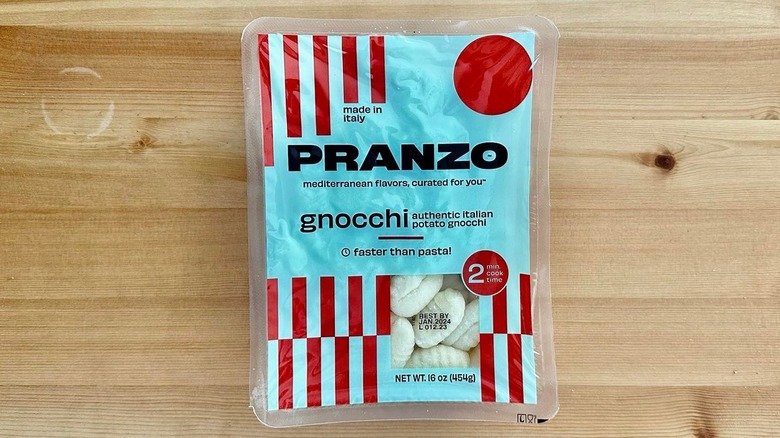 made in
italy
PRANZO
mediterranean flavors, curated for you™
gnocchi
authentic italian
potato gnocchi
faster than pasta!
2 min.
cook
time
BEST BY
JAN.2024
L 012.23
NET WT. 16 oz (454g)